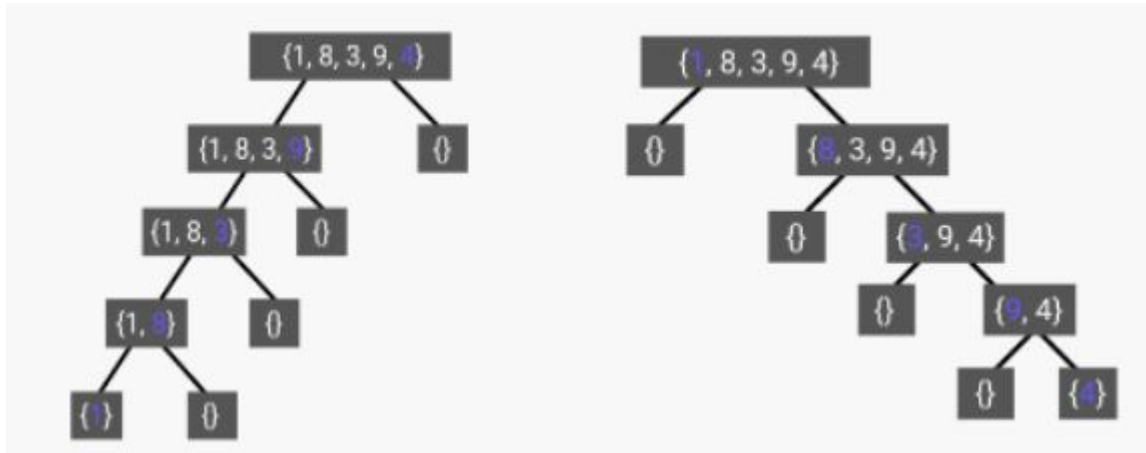 {1, 8, 3, 9, 4}
{1, 8, 3, 9}
{}
{1, 8, 3}
{}
{1, 8}
{}
{1}
{}
{1, 8, 3, 9, 4}
{}
{8, 3, 9, 4}
{}
{3, 9, 4}
{}
{9, 4}
{}
{4}